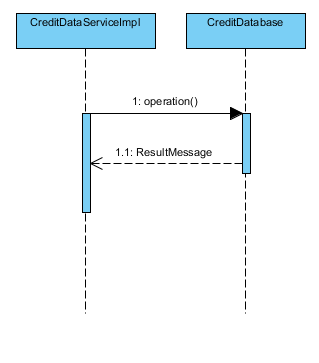 CreditDataServiceImpl
CreditDatabase
1: operation()
1.1: ResultMessage